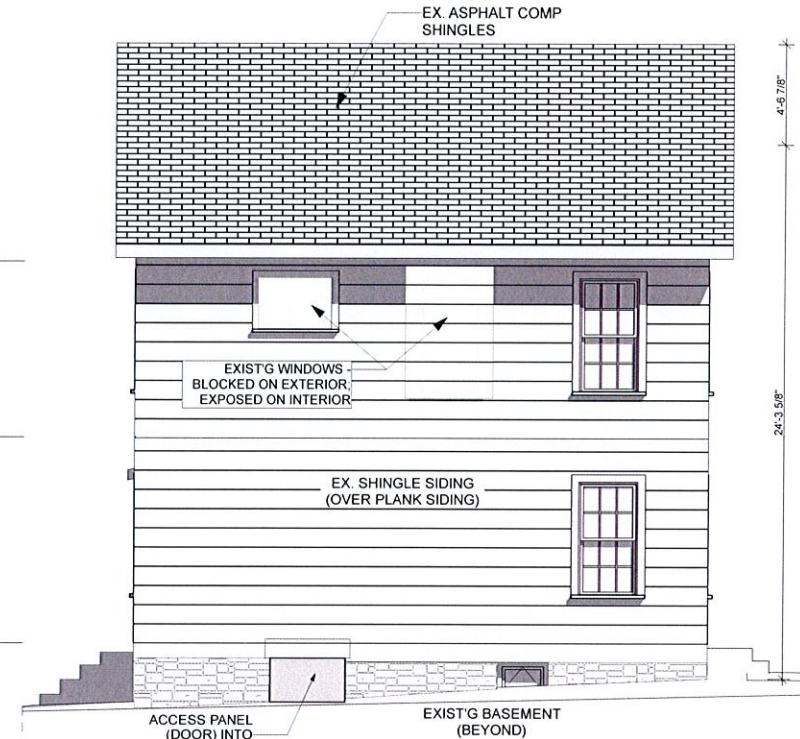 EX. ASPHALT COMP
SHINGLES
4'-6 7/8"
EXIST'G WINDOWS
BLOCKED ON EXTERIOR;
EXPOSED ON INTERIOR
24'-3 5/8"
EX. SHINGLE SIDING
(OVER PLANK SIDING)
ACCESS PANEL
(DOOR) INTO
EXIST'G BASEMENT
(BEYOND)